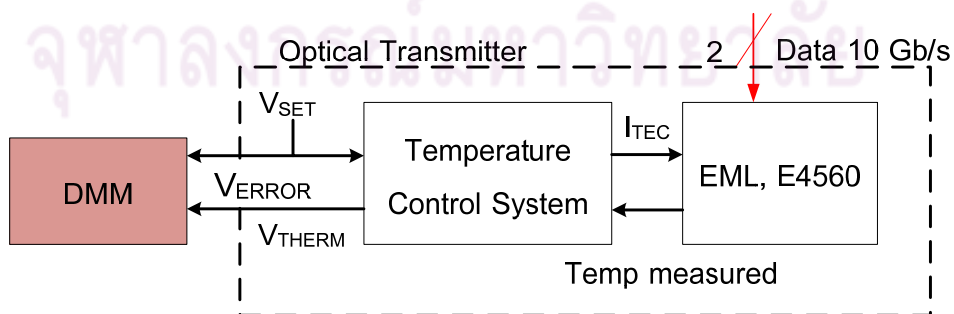 จุฬาลงกรณ์มหาวิทยาลัย
Optical Transmitter
2
Data 10 Gb/s
VSET
ITEC
DMM
Temperature
Control System
EML, E4560
VERROR
VTHERM
Temp measured